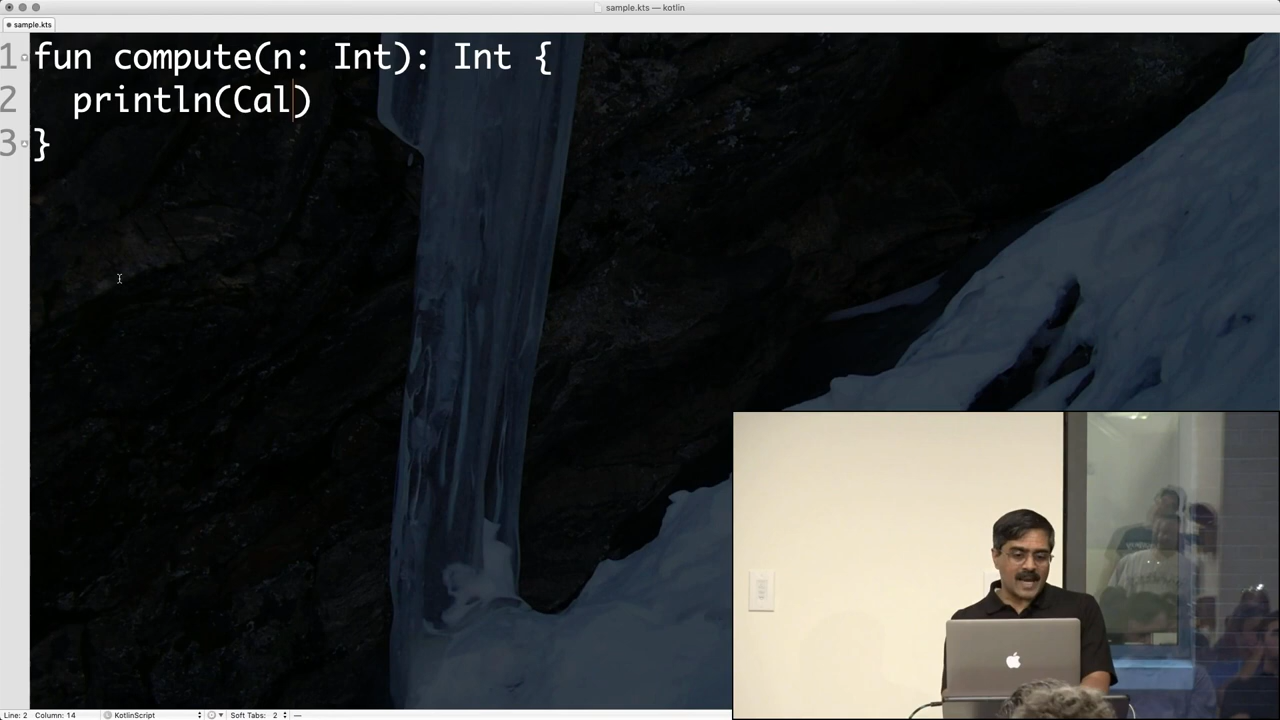 sample.kts — kotlin
sample.kts
1 fun compute(n: Int): Int {
2 println(Cal)
3 }
Line: 2 Column: 14 KotlinScript Soft Tabs: 2 —